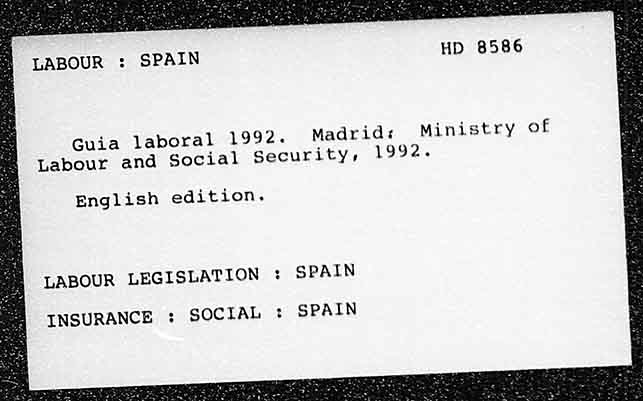 LABOUR : SPAIN HD 8586
Guia laboral 1992. Madrid: Ministry of
Labour and Social Security, 1992.
English edition.
LABOUR LEGISLATION : SPAIN
INSURANCE : SOCIAL : SPAIN